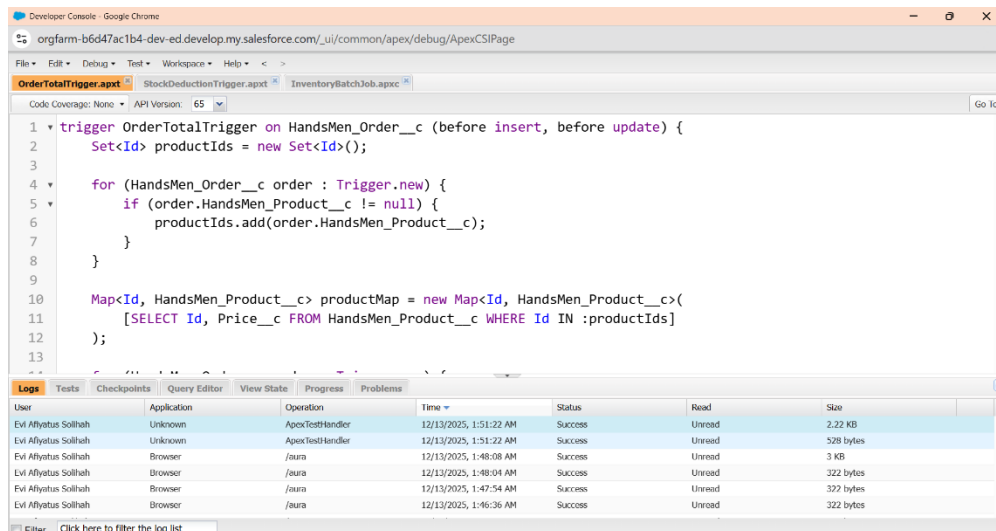 Developer Console - Google Chrome
orgfarm-b6d47ac1b4-dev-ed.develop.my.salesforce.com/_ui/common/apex/debug/ApexCSIPage
File Edit Debug Test Workspace Help < >
OrderTotalTrigger.apxt StockDeductionTrigger.apxt InventoryBatchJob.apxc
Code Coverage: None API Version: 65 Go To
1 trigger OrderTotalTrigger on HandsMen_Order__c (before insert, before update) {
2 Set<Id> productIds = new Set<Id>();
3
4 for (HandsMen_Order__c order : Trigger.new) {
5 if (order.HandsMen_Product__c != null) {
6 productIds.add(order.HandsMen_Product__c);
7 }
8 }
9
10 Map<Id, HandsMen_Product__c> productMap = new Map<Id, HandsMen_Product__c>(
11 [SELECT Id, Price__c FROM HandsMen_Product__c WHERE Id IN :productIds]
12 );
13
Logs Tests Checkpoints Query Editor View State Progress Problems
User Application Operation Time Status Read Size
Evi Afiyatus Solihah Unknown ApexTestHandler 12/13/2025, 1:51:22 AM Success Unread 2.22 KB
Evi Afiyatus Solihah Unknown ApexTestHandler 12/13/2025, 1:51:22 AM Success Unread 528 bytes
Evi Afiyatus Solihah Browser /aura 12/13/2025, 1:48:08 AM Success Unread 3 KB
Evi Afiyatus Solihah Browser /aura 12/13/2025, 1:48:04 AM Success Unread 322 bytes
Evi Afiyatus Solihah Browser /aura 12/13/2025, 1:47:54 AM Success Unread 322 bytes
Evi Afiyatus Solihah Browser /aura 12/13/2025, 1:46:36 AM Success Unread 322 bytes
Filter Click here to filter the log list